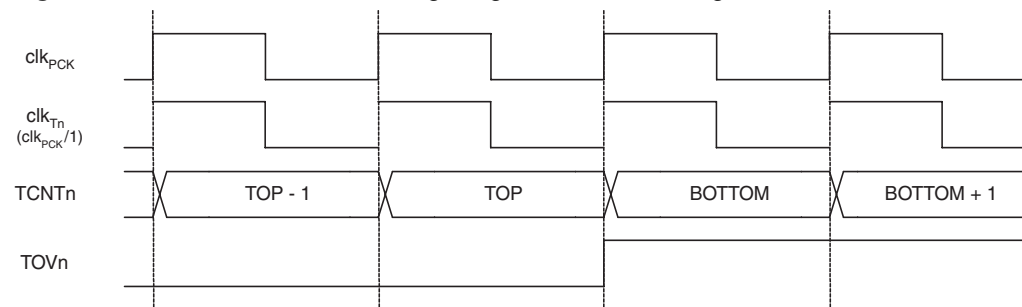 clkPCK
clkTn
(clkPCK/1)
TCNTn
TOP - 1
TOP
BOTTOM
BOTTOM + 1
TOVn